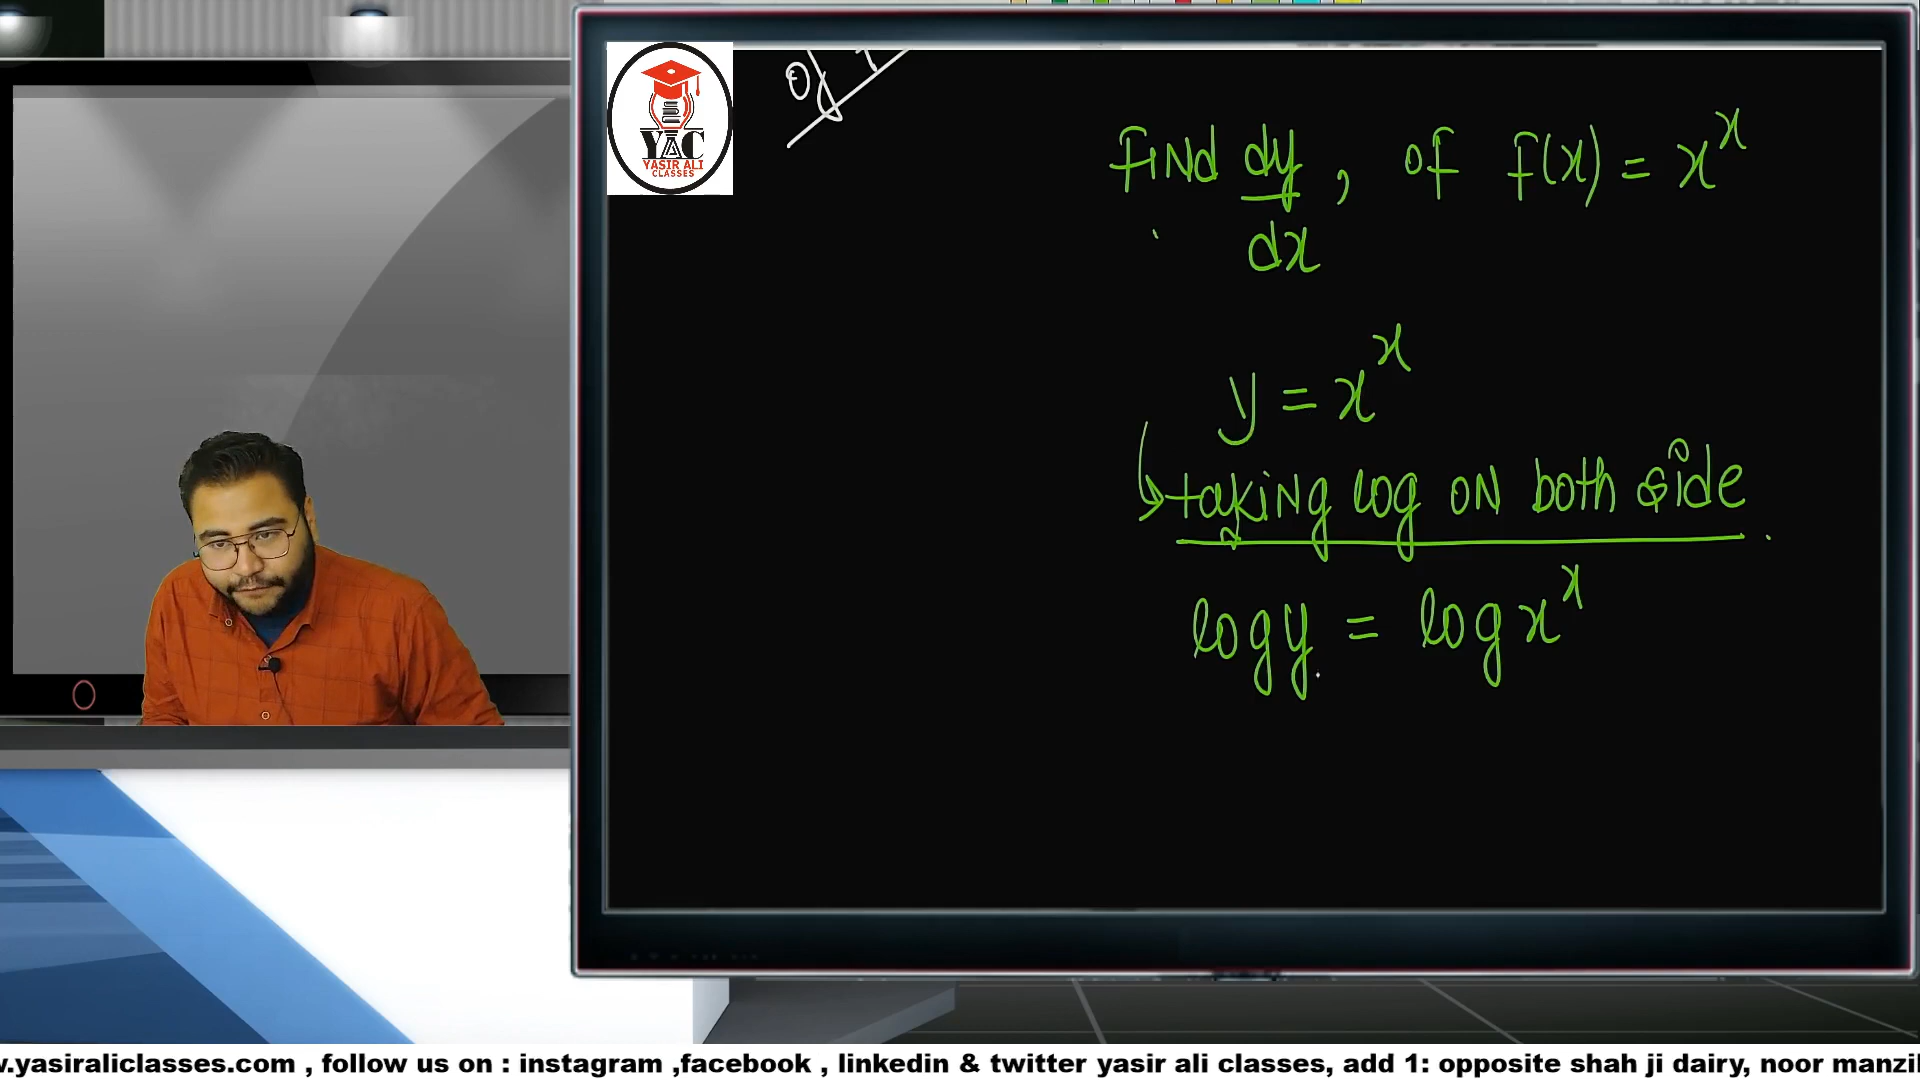 YAC
YASIR ALI
CLASSES
FIND dy/dx, of f(x) = x^x
y = x^x
taking log ON both side
log y = log x^x
.yasiraliclasses.com , follow us on : instagram ,facebook , linkedin & twitter yasir ali classes, add 1: opposite shah ji dairy, noor manzil